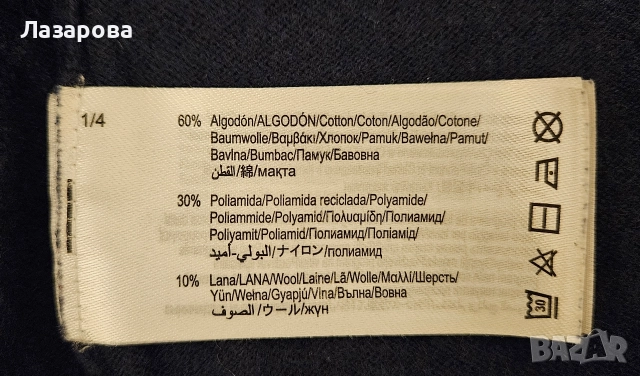 Лазарова
1/4
60% Algodón/ALGODÓN/Cotton/Coton/Algodão/Cotone/
Baumwolle/Βαμβάκι/Хлопок/Pamuk/Bawełna/Pamut/
Bavlna/Bumbac/Памук/Бавовна
القطن/綿/мақта
30% Poliamida/Poliamida reciclada/Polyamide/
Poliammide/Polyamid/Πολυαμίδη/Полиамид/
Poliyamit/Poliamid/Полиамид/Поліамід/
البولي-أميد/ナイロン/полиамид
10% Lana/LANA/Wool/Laine/Lã/Wolle/Μαλλί/Шерсть/
Yün/Wełna/Gyapjú/Vlna/Вълна/Вовна
الصوف/ウール/жүн
30
BAZAR